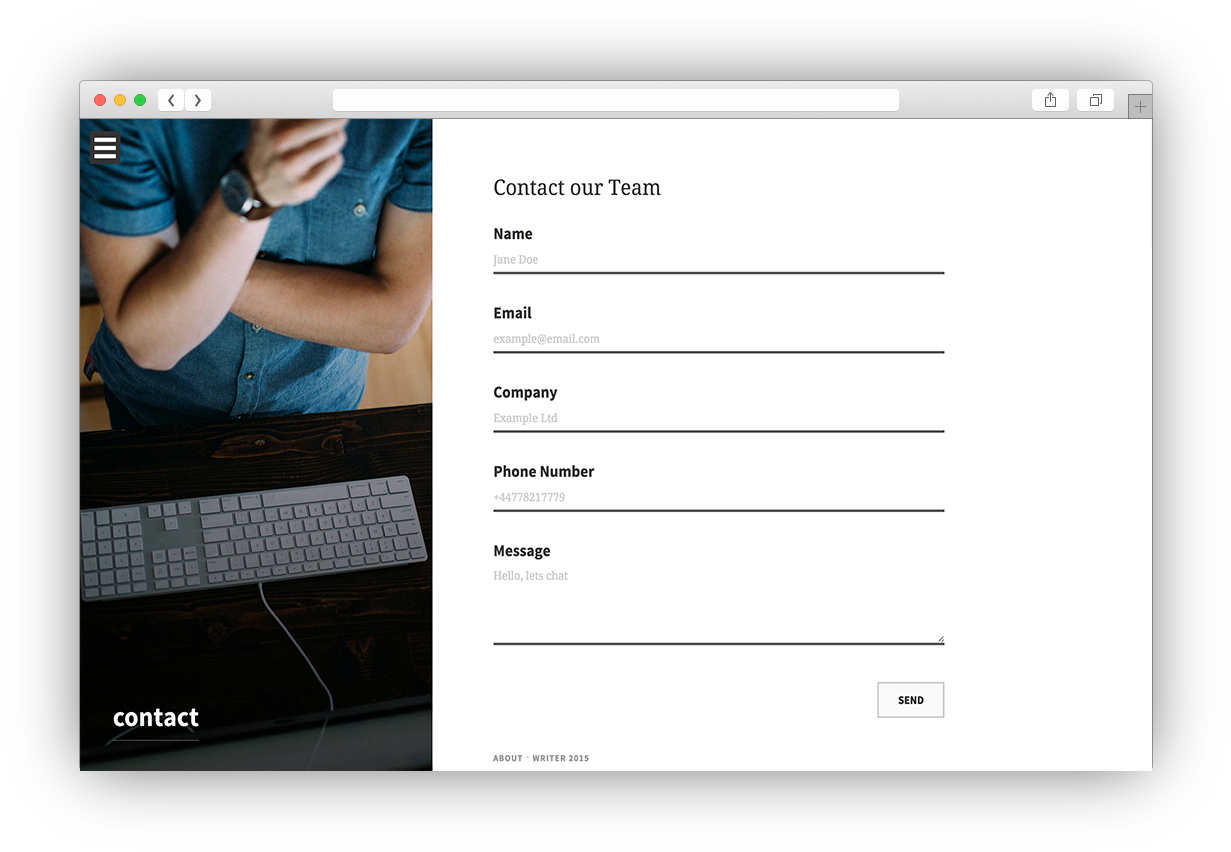 Contact our Team
Name
Jane Doe
Email
example@email.com
Company
Example Ltd
Phone Number
+44778217779
Message
Hello, lets chat
SEND
contact
ABOUT · WRITER 2015